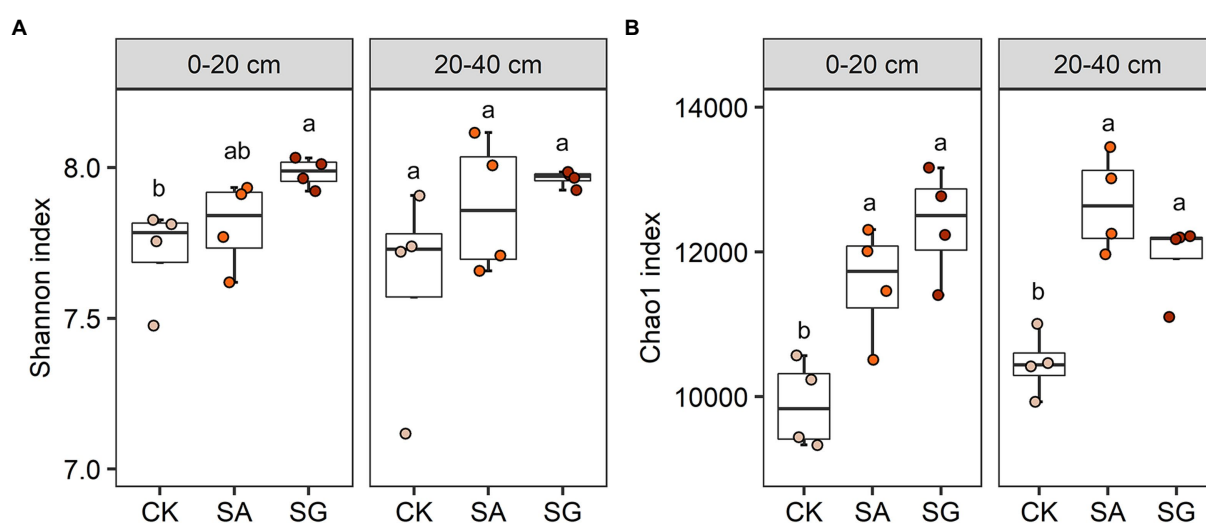 A
B
0-20 cm
20-40 cm
0-20 cm
20-40 cm
Shannon index
8.0
7.5
7.0
b
ab
a
a
a
a
CK
SA
SG
CK
SA
SG
Chao1 index
14000
12000
10000
b
a
a
b
a
a
CK
SA
SG
CK
SA
SG